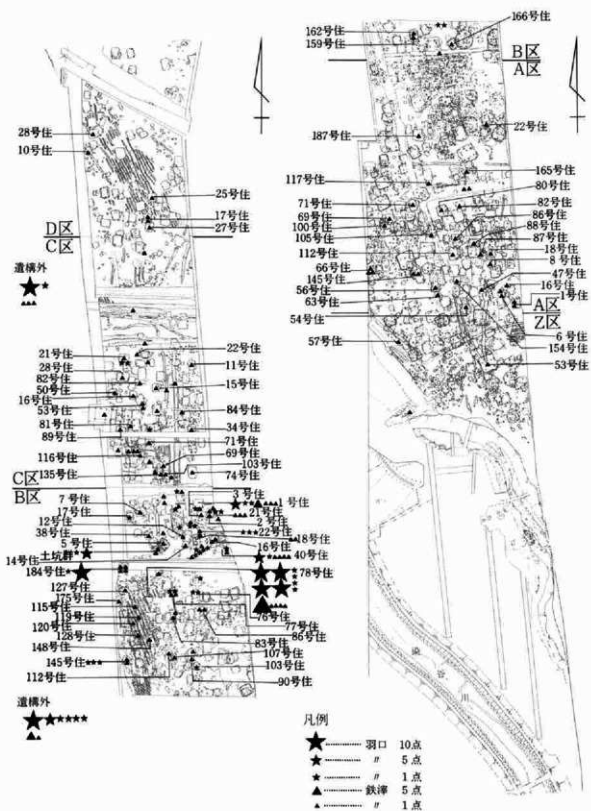 28号住
10号住
25号住
17号住
27号住
D区
C区
遺構外
21号住
28号住
82号住
50号住
16号住
53号住
81号住
89号住
116号住
135号住
22号住
11号住
15号住
84号住
34号住
71号住
69号住
103号住
74号住
C区
B区
7号住
17号住
12号住
38号住
5号住
14号住
土坑群
184号住
127号住
175号住
115号住
119号住
120号住
128号住
148号住
145号住
112号住
3号住
1号住
21号住
2号住
22号住
18号住
16号住
40号住
78号住
76号住
77号住
86号住
83号住
107号住
103号住
90号住
遺構外
162号住
159号住
166号住
B区
A区
187号住
22号住
117号住
165号住
80号住
71号住
82号住
69号住
86号住
100号住
88号住
105号住
87号住
112号住
18号住
8号住
66号住
145号住
47号住
56号住
16号住
63号住
1号住
A区
Z区
54号住
6号住
57号住
154号住
53号住
凡例
羽口 10点
〃 5点
〃 1点
鉄滓 5点
〃 1点